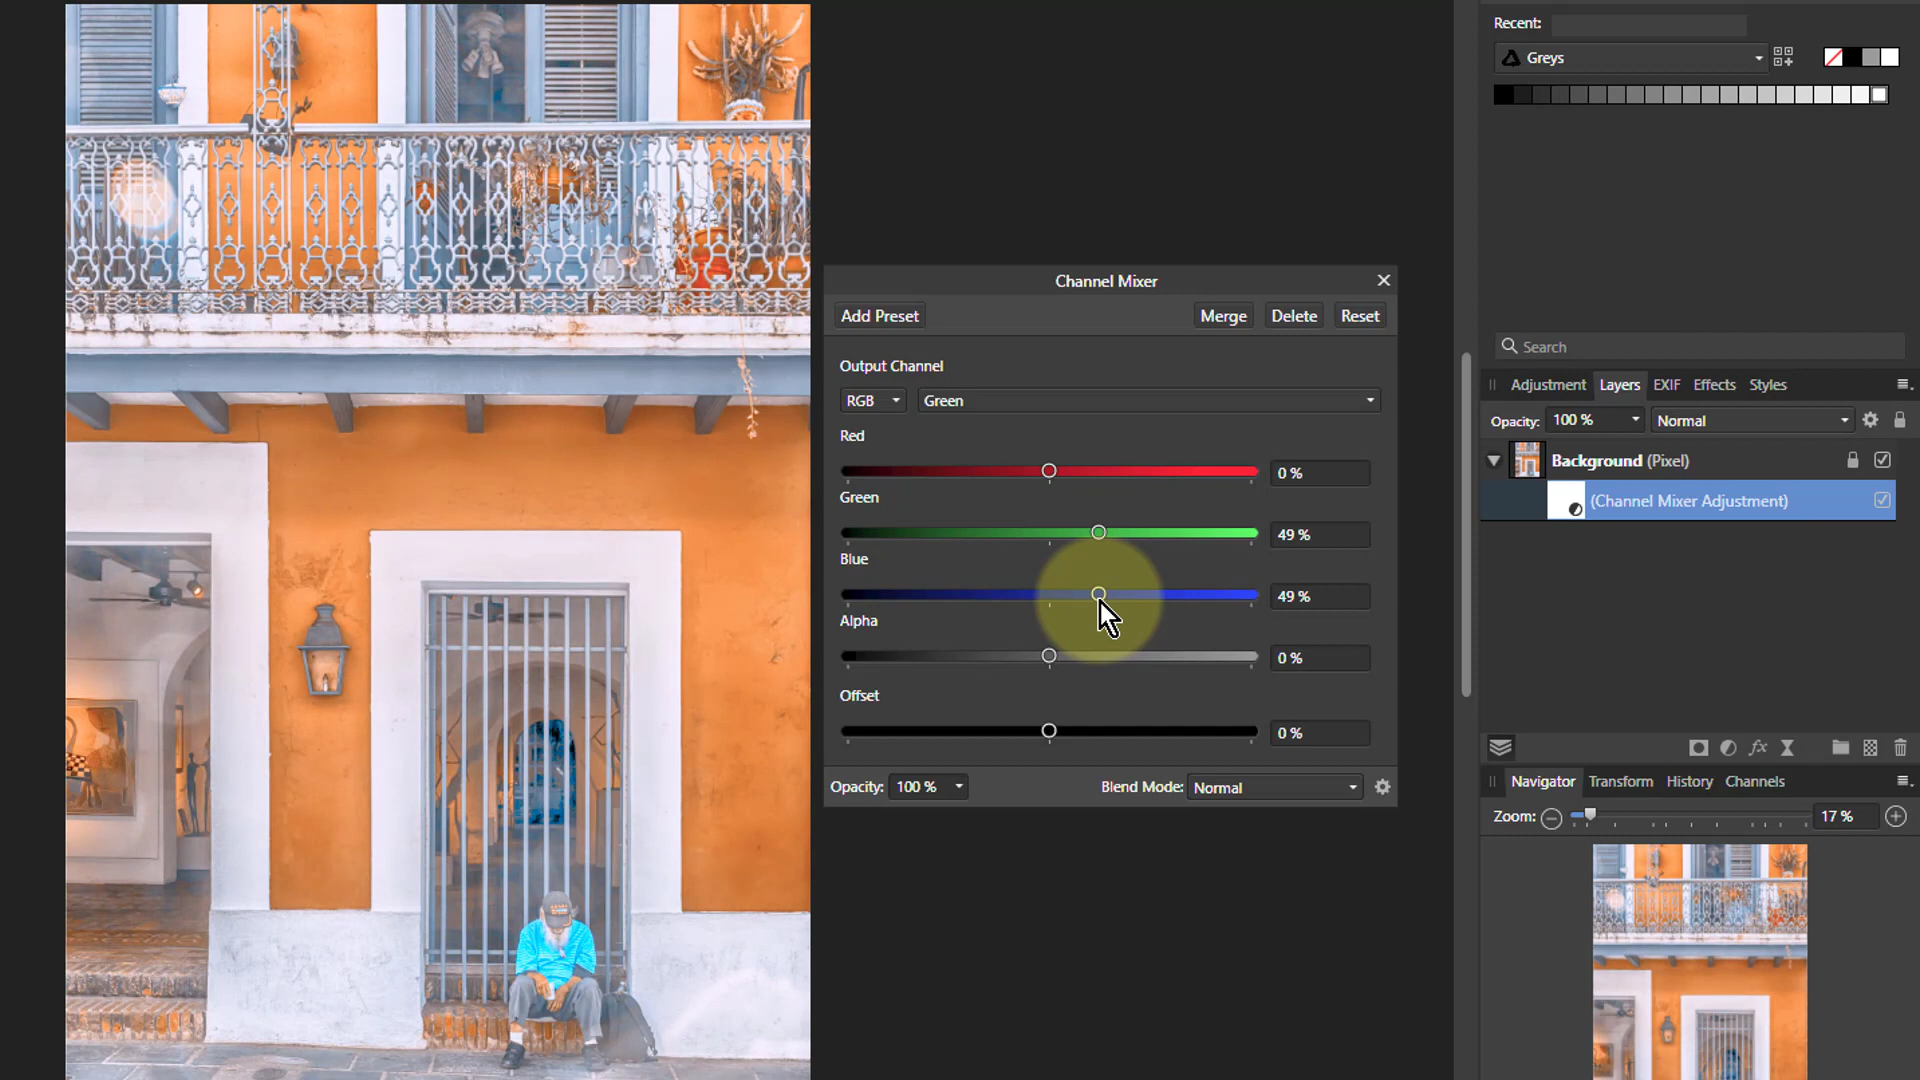 Recent:
Greys
Search
Adjustment Layers EXIF Effects Styles
Opacity: 100 % Normal
Background (Pixel)
(Channel Mixer Adjustment)
Navigator Transform History Channels
Zoom: 17 %
Channel Mixer
Add Preset Merge Delete Reset
Output Channel
RGB Green
Red
0 %
Green
49 %
Blue
49 %
Alpha
0 %
Offset
0 %
Opacity: 100 % Blend Mode: Normal